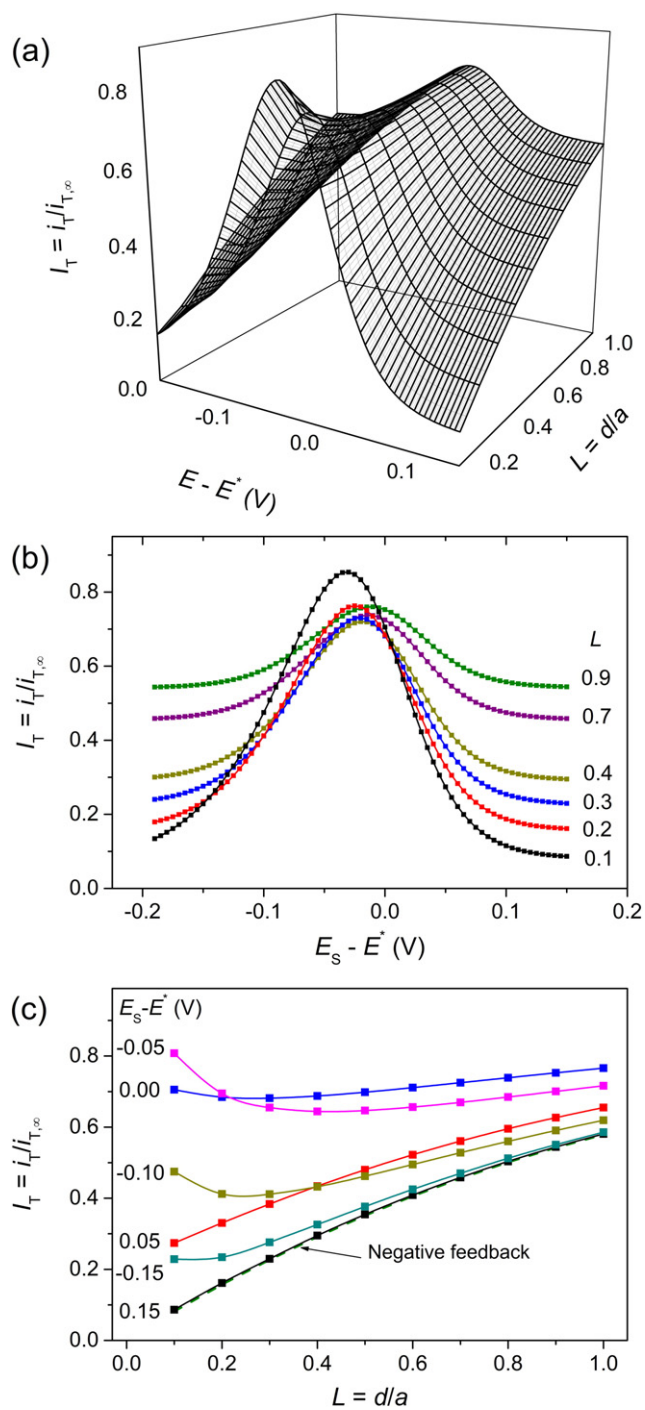 (a)
0.8
0.6
0.4
0.2
0.0
I_T = i_T/i_T,∞
-0.1
0.0
0.1
E - E* (V)
0.2
0.4
0.6
0.8
1.0
L = d/a
(b)
0.8
0.6
0.4
0.2
0.0
I_T = i_T/i_T,∞
L
0.9
0.7
0.4
0.3
0.2
0.1
-0.2 -0.1 0.0 0.1 0.2
E_S - E* (V)
(c)
E_S-E* (V)
-0.05
0.00
-0.10
0.05
-0.15
0.15
Negative feedback
0.8
0.6
0.4
0.2
0.0
I_T = i_T/i_T,∞
0.0 0.2 0.4 0.6 0.8 1.0
L = d/a